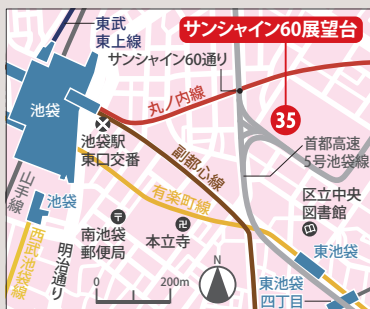 東武
東上線
サンシャイン60展望台
サンシャイン60通り
池袋
丸ノ内線
35
池袋駅
東口交番
副都心線
首都高速
5号池袋線
山手線
有楽町線
区立中央
図書館
池袋
西武池袋線
明治通り
南池袋
郵便局
本立寺
東池袋
0
200m
N
東池袋
四丁目